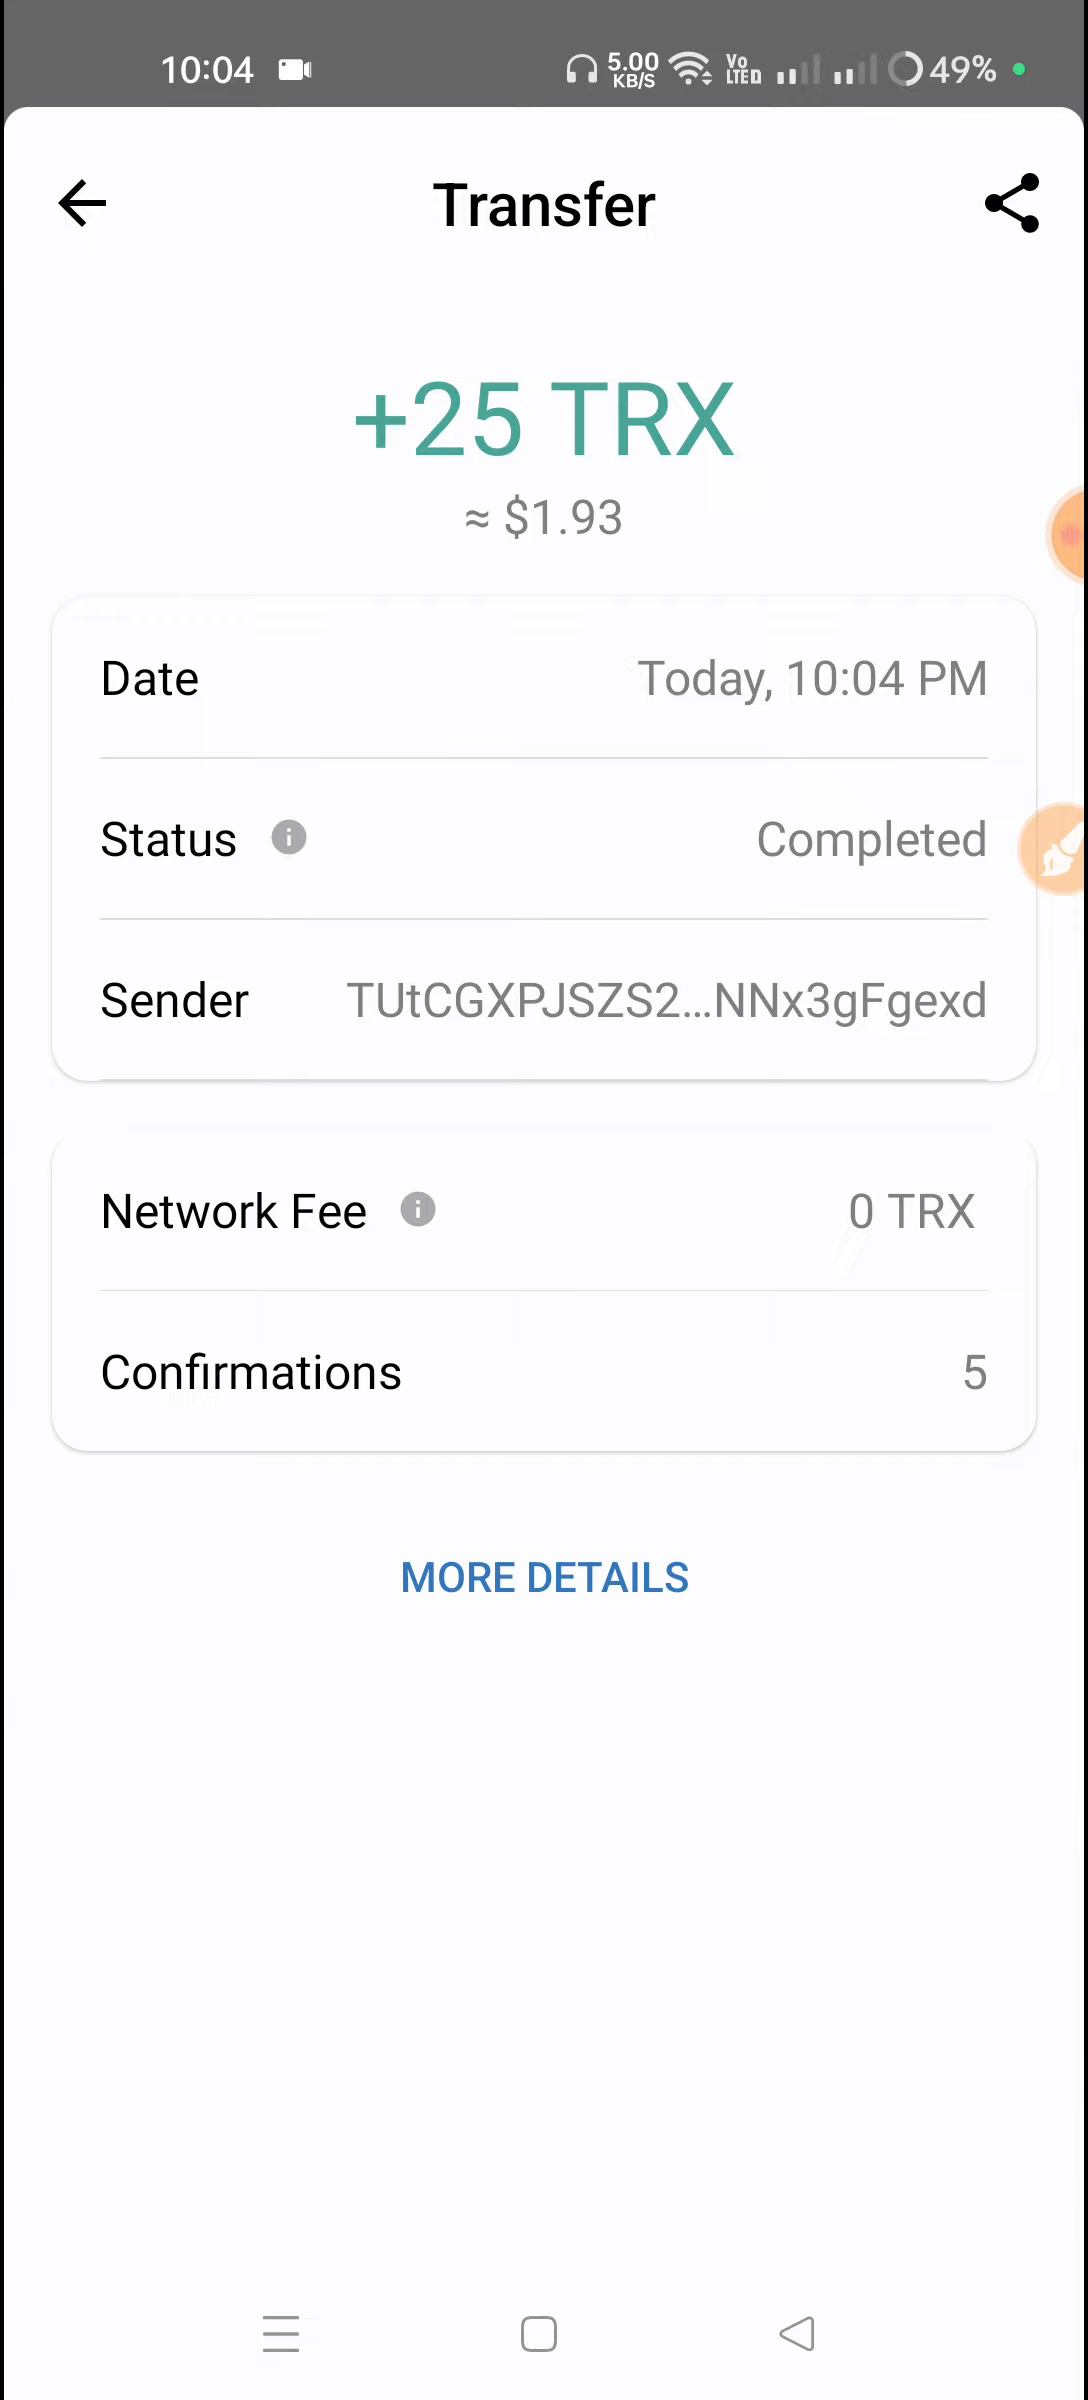 10:04 5.00 KB/S Vo LTED 49%
Transfer
+25 TRX
≈ $1.93
Date Today, 10:04 PM
Status Completed
Sender TUtCGXPJSZS2...NNx3gFgexd
Network Fee 0 TRX
Confirmations 5
MORE DETAILS